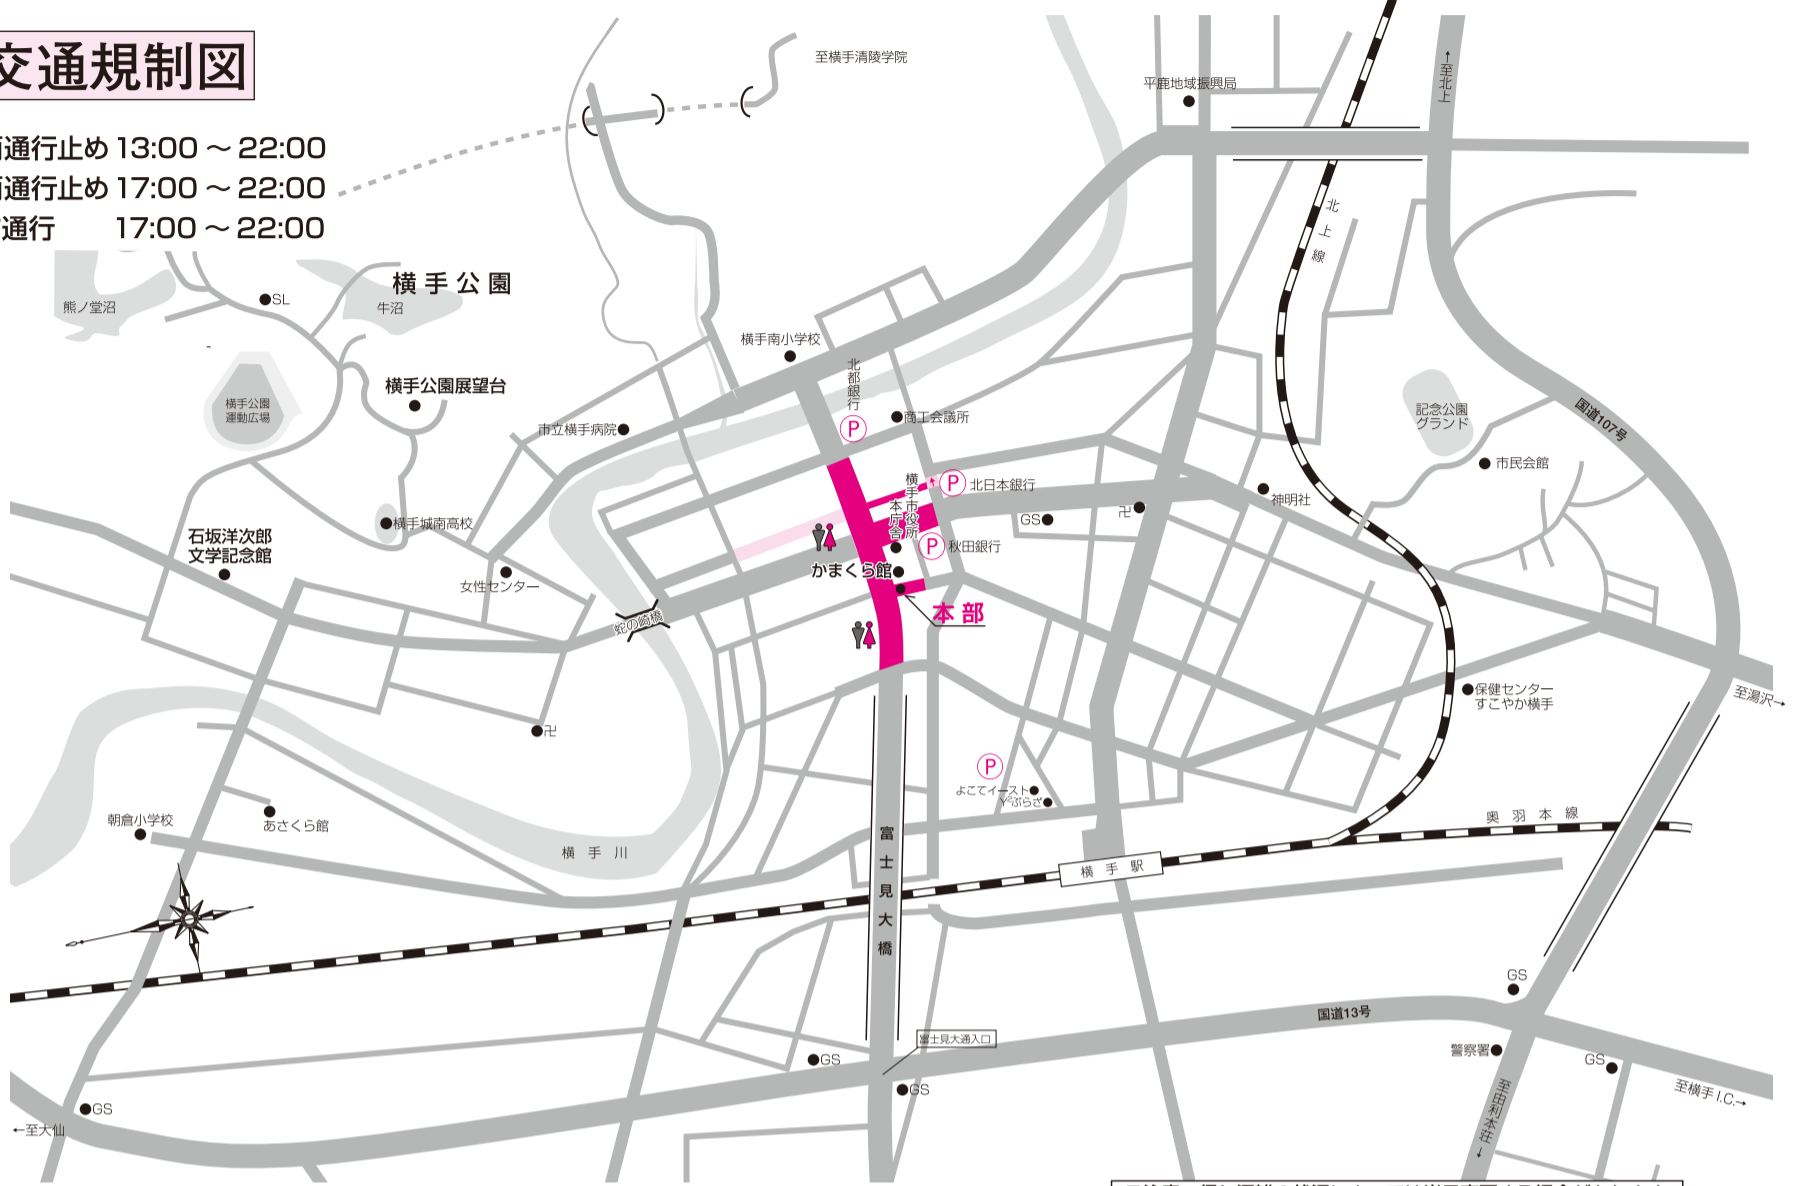 交通規制図
通行止め 13:00 ～ 22:00
通行止め 17:00 ～ 22:00
通行 17:00 ～ 22:00
至横手清陵学院
平鹿地域振興局
←至北上
北上線
熊ノ堂沼
SL
横手公園
牛沼
横手南小学校
北都銀行
横手公園展望台
横手公園
運動広場
市立横手病院
P
商工会議所
記念公園
グランド
国道107号
市民会館
横手市役所
本庁舎
P
北日本銀行
神明社
GS
卍
横手城南高校
石坂洋次郎
文学記念館
P
秋田銀行
かまくら館
女性センター
本部
蛇の崎橋
保健センター
すこやか横手
至湯沢→
卍
P
よこてイースト
Y²ぷらざ
朝倉小学校
あさくら館
横手川
富士見大橋
奥羽本線
横手駅
GS
国道13号
富士見大通入口
警察署
GS
GS
GS
GS
至横手 I.C.→
至由利本荘→
←至大仙